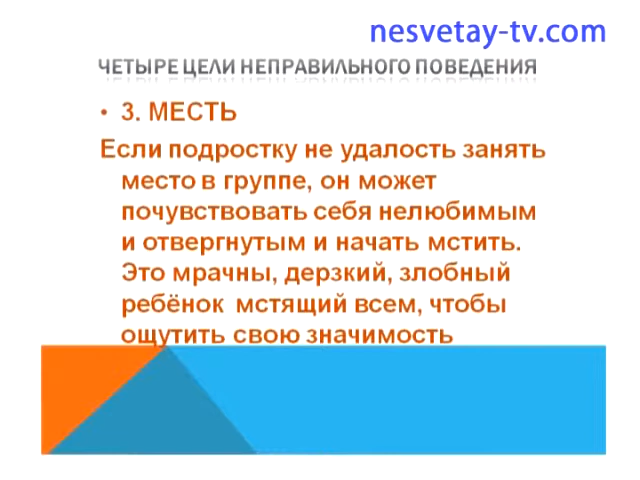 nesvetay-tv.com
ЧЕТЫРЕ ЦЕЛИ НЕПРАВИЛЬНОГО ПОВЕДЕНИЯ
• 3. МЕСТЬ
Если подростку не удалость занять
место в группе, он может
почувствовать себя нелюбимым
и отвергнутым и начать мстить.
Это мрачны, дерзкий, злобный
ребёнок мстящий всем, чтобы
ощутить свою значимость